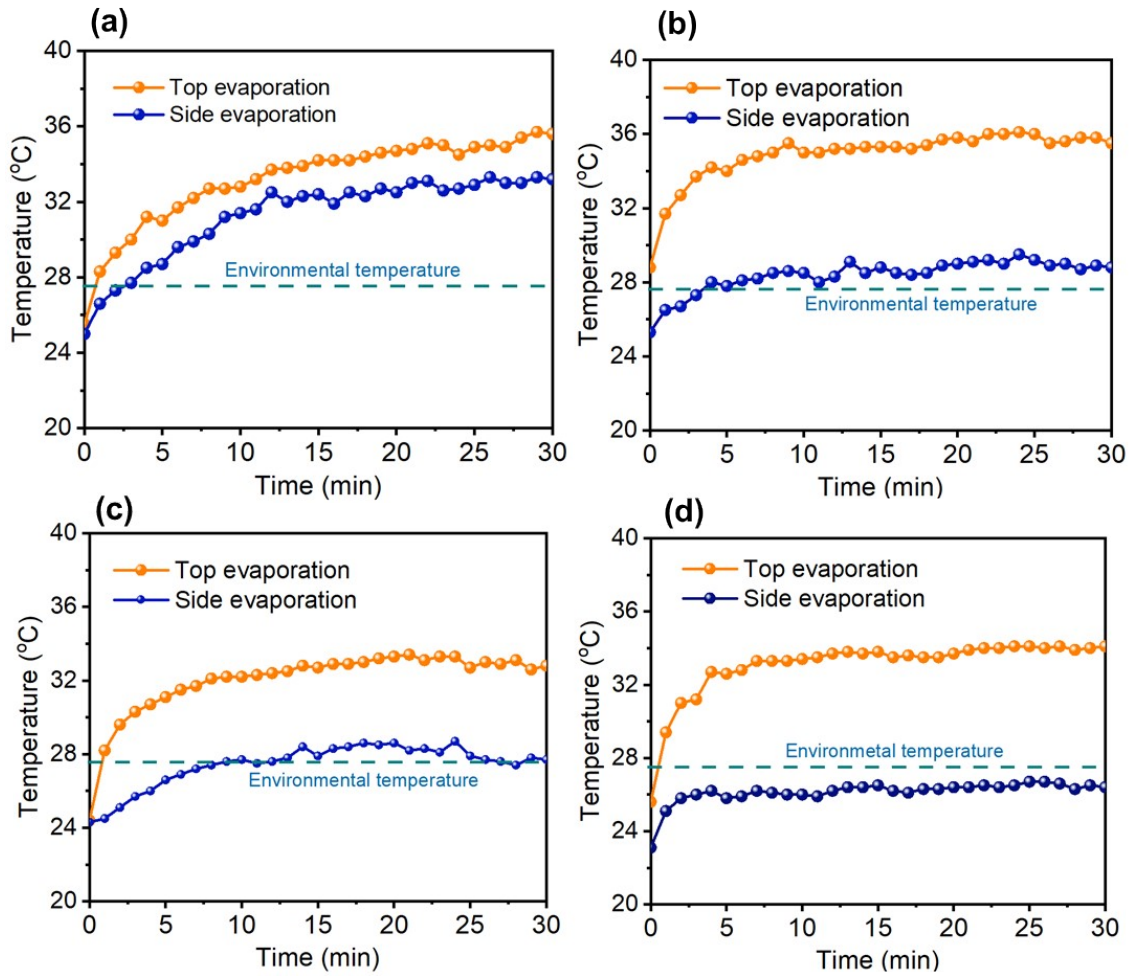 (a)
40
36
32
28
24
20
Temperature (°C)
Top evaporation
Side evaporation
Environmental temperature
0 5 10 15 20 25 30
Time (min)
(b)
40
36
32
28
24
20
Temperature (°C)
Top evaporation
Side evaporation
Environmental temperature
0 5 10 15 20 25 30
Time (min)
(c)
40
36
32
28
24
20
Temperature (°C)
Top evaporation
Side evaporation
Environmental temperature
0 5 10 15 20 25 30
Time (min)
(d)
40
36
32
28
24
20
Temperature (°C)
Top evaporation
Side evaporation
Environmetal temperature
0 5 10 15 20 25 30
Time (min)